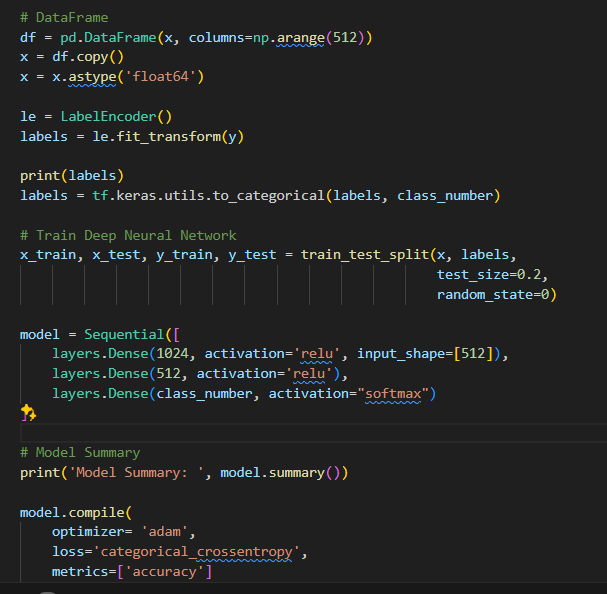 # DataFrame
df = pd.DataFrame(x, columns=np.arange(512))
x = df.copy()
x = x.astype('float64')
le = LabelEncoder()
labels = le.fit_transform(y)
print(labels)
labels = tf.keras.utils.to_categorical(labels, class_number)
# Train Deep Neural Network
x_train, x_test, y_train, y_test = train_test_split(x, labels,
test_size=0.2,
random_state=0)
model = Sequential([
layers.Dense(1024, activation='relu', input_shape=[512]),
layers.Dense(512, activation='relu'),
layers.Dense(class_number, activation="softmax")
# Model Summary
print('Model Summary: ', model.summary())
model.compile(
optimizer= 'adam',
loss='categorical_crossentropy',
metrics=['accuracy']